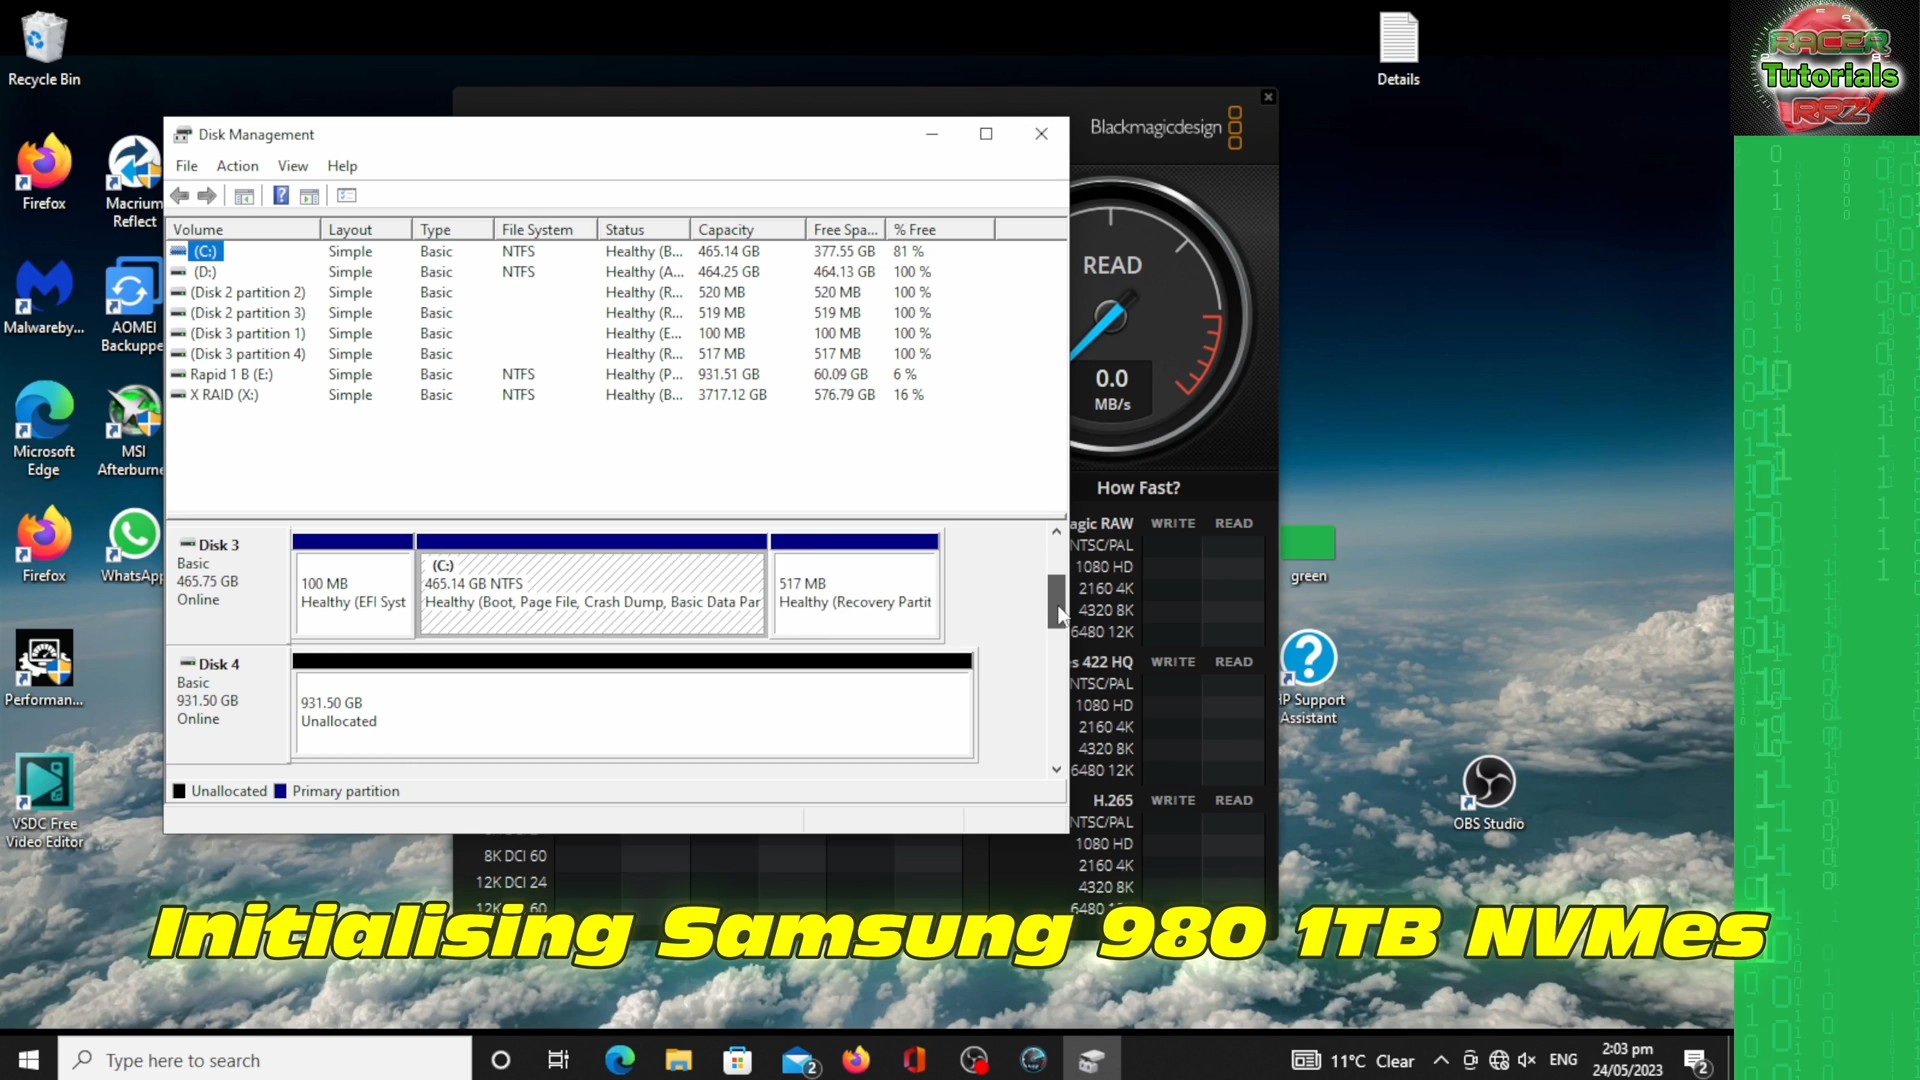 Recycle Bin
Firefox
Macrium
Reflect
Malwareby...
AOMEI
Backuppe
Microsoft
Edge
MSI
Afterburne
Firefox
WhatsApp
Performan...
VSDC Free
Video Editor
Details
RACER
Tutorials
RRZ
Blackmagicdesign
Disk Management
File Action View Help
Volume Layout Type File System Status Capacity Free Spa... % Free
(C:) Simple Basic NTFS Healthy (B... 465.14 GB 377.55 GB 81 %
(D:) Simple Basic NTFS Healthy (A... 464.25 GB 464.13 GB 100 %
(Disk 2 partition 2) Simple Basic Healthy (R... 520 MB 520 MB 100 %
(Disk 2 partition 3) Simple Basic Healthy (R... 519 MB 519 MB 100 %
(Disk 3 partition 1) Simple Basic Healthy (E... 100 MB 100 MB 100 %
(Disk 3 partition 4) Simple Basic Healthy (R... 517 MB 517 MB 100 %
Rapid 1 B (E:) Simple Basic NTFS Healthy (P... 931.51 GB 60.09 GB 6 %
X RAID (X:) Simple Basic NTFS Healthy (B... 3717.12 GB 576.79 GB 16 %
Disk 3
Basic
465.75 GB
Online
100 MB
Healthy (EFI Syst
(C:)
465.14 GB NTFS
Healthy (Boot, Page File, Crash Dump, Basic Data Par
517 MB
Healthy (Recovery Partit
Disk 4
Basic
931.50 GB
Online
931.50 GB
Unallocated
Unallocated Primary partition
READ
0.0
MB/s
How Fast?
agic RAW WRITE READ
NTSC/PAL
1080 HD
2160 4K
4320 8K
6480 12K
s 422 HQ WRITE READ
NTSC/PAL
1080 HD
2160 4K
4320 8K
6480 12K
H.265 WRITE READ
NTSC/PAL
1080 HD
2160 4K
4320 8K
6480
8K DCI 60
12K DCI 24
12K 60
green
HP Support
Assistant
OBS Studio
Initialising Samsung 980 1TB NVMes
Type here to search
2
11°C Clear
ENG
2:03 pm
24/05/2023
2